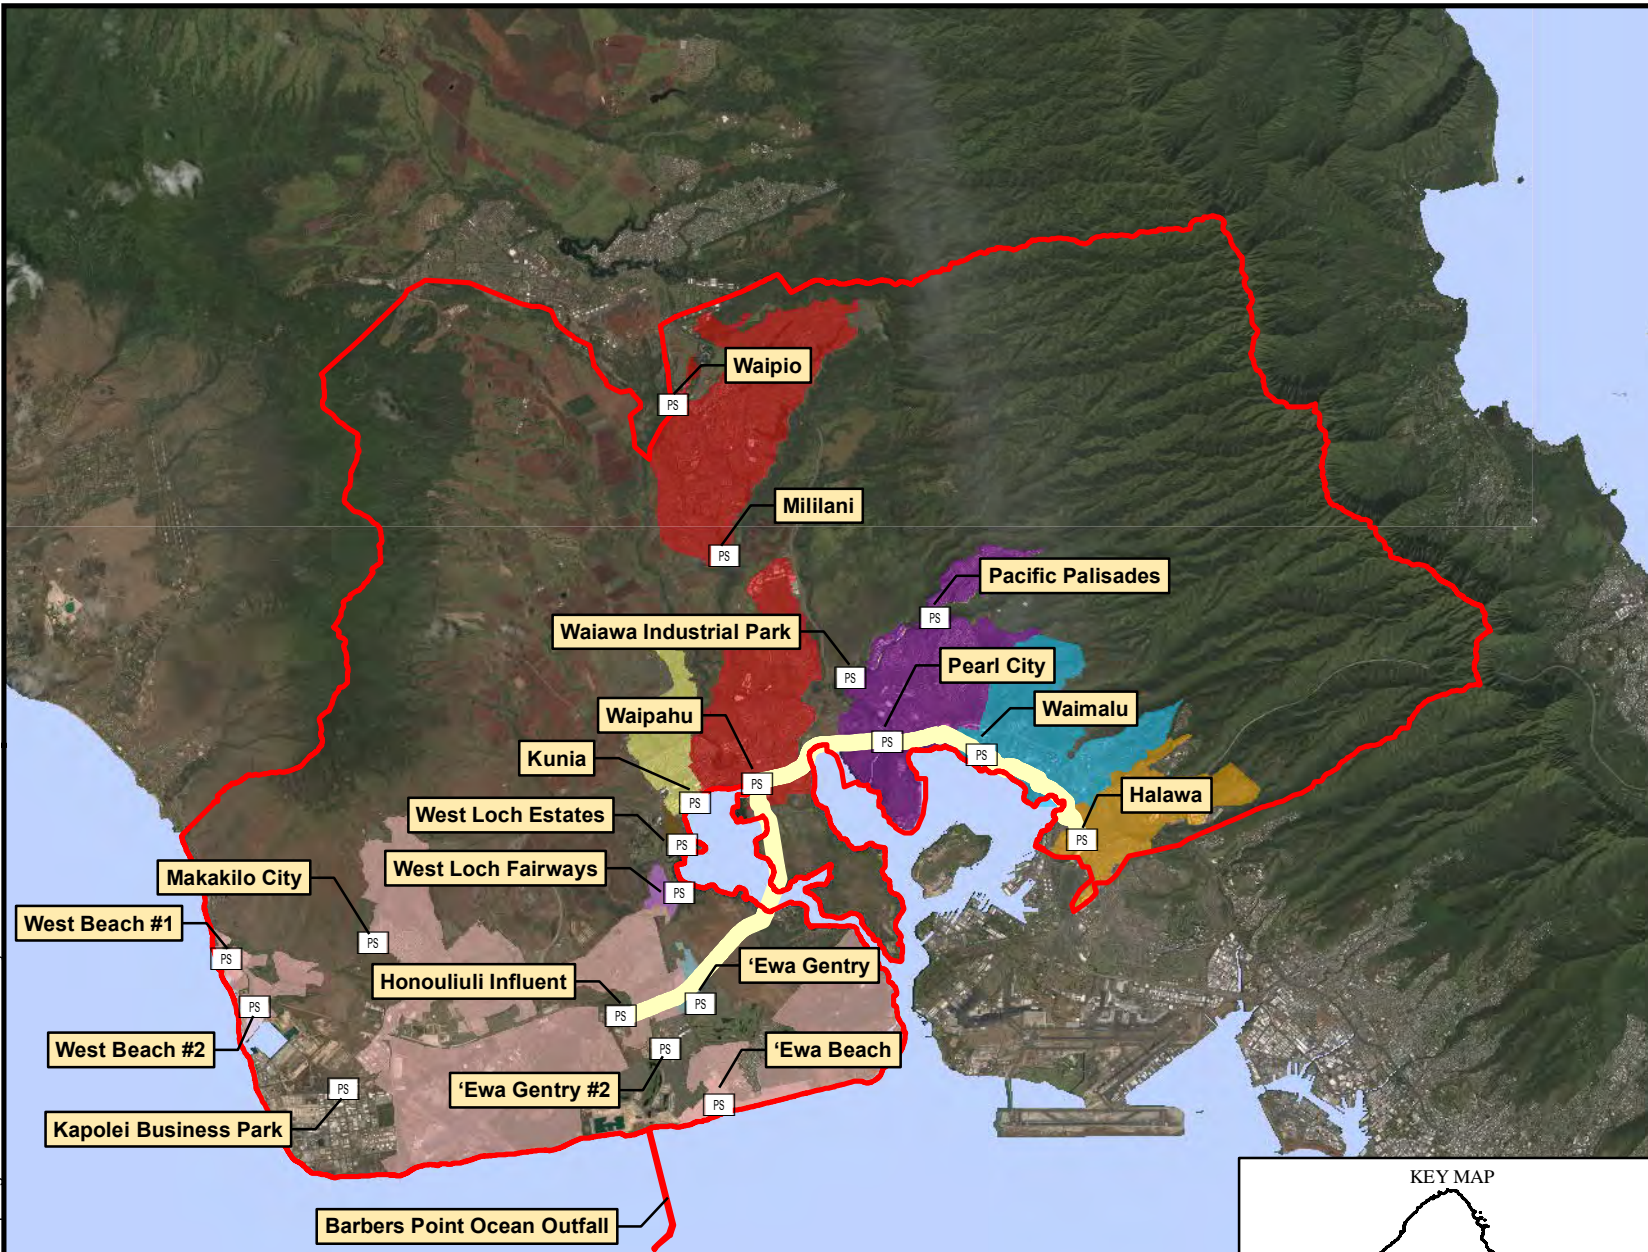 Waipio
PS
Mililani
PS
Pacific Palisades
PS
Waiawa Industrial Park
PS
Pearl City
PS
Waipahu
PS
Waimalu
PS
Kunia
PS
Halawa
PS
West Loch Estates
PS
West Loch Fairways
PS
Makakilo City
PS
West Beach #1
PS
Honouliuli Influent
PS
‘Ewa Gentry
PS
West Beach #2
PS
‘Ewa Gentry #2
PS
‘Ewa Beach
PS
Kapolei Business Park
PS
Barbers Point Ocean Outfall
KEY MAP